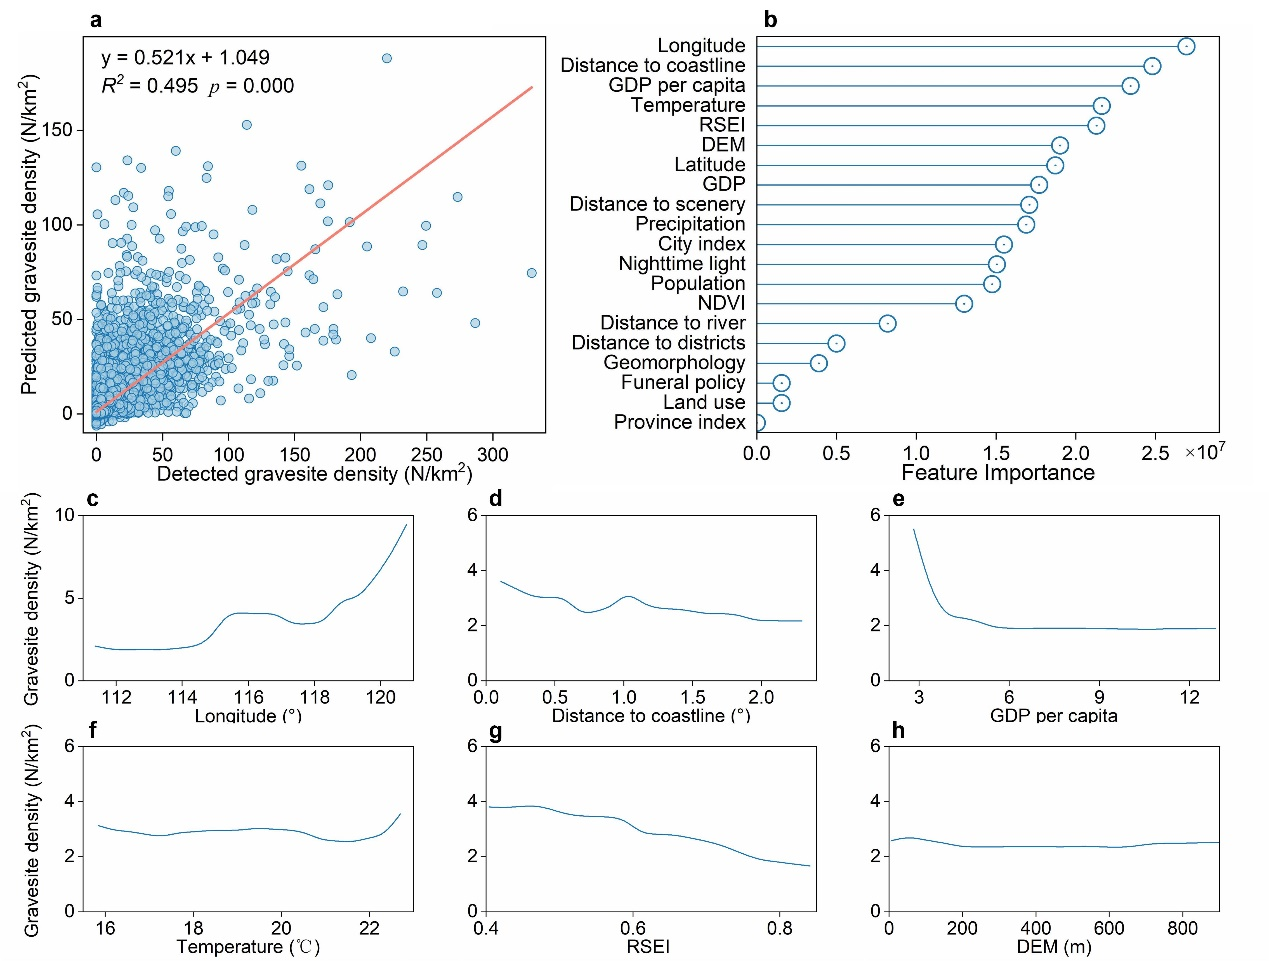 a
y = 0.521x + 1.049
R² = 0.495 p = 0.000
Predicted gravesite density (N/km²)
150
100
50
0
0 50 100 150 200 250 300
Detected gravesite density (N/km²)
b
Longitude
Distance to coastline
GDP per capita
Temperature
RSEI
DEM
Latitude
GDP
Distance to scenery
Precipitation
City index
Nighttime light
Population
NDVI
Distance to river
Distance to districts
Geomorphology
Funeral policy
Land use
Province index
0.0 0.5 1.0 1.5 2.0 2.5 ×10⁷
Feature Importance
c
Gravesite density (N/km²)
10
5
0
112 114 116 118 120
Longitude (°)
d
6
4
2
0
0.0 0.5 1.0 1.5 2.0
Distance to coastline (°)
e
6
4
2
0
3 6 9 12
GDP per capita
f
Gravesite density (N/km²)
6
4
2
0
16 18 20 22
Temperature (℃)
g
6
4
2
0
0.4 0.6 0.8
RSEI
h
6
4
2
0
0 200 400 600 800
DEM (m)